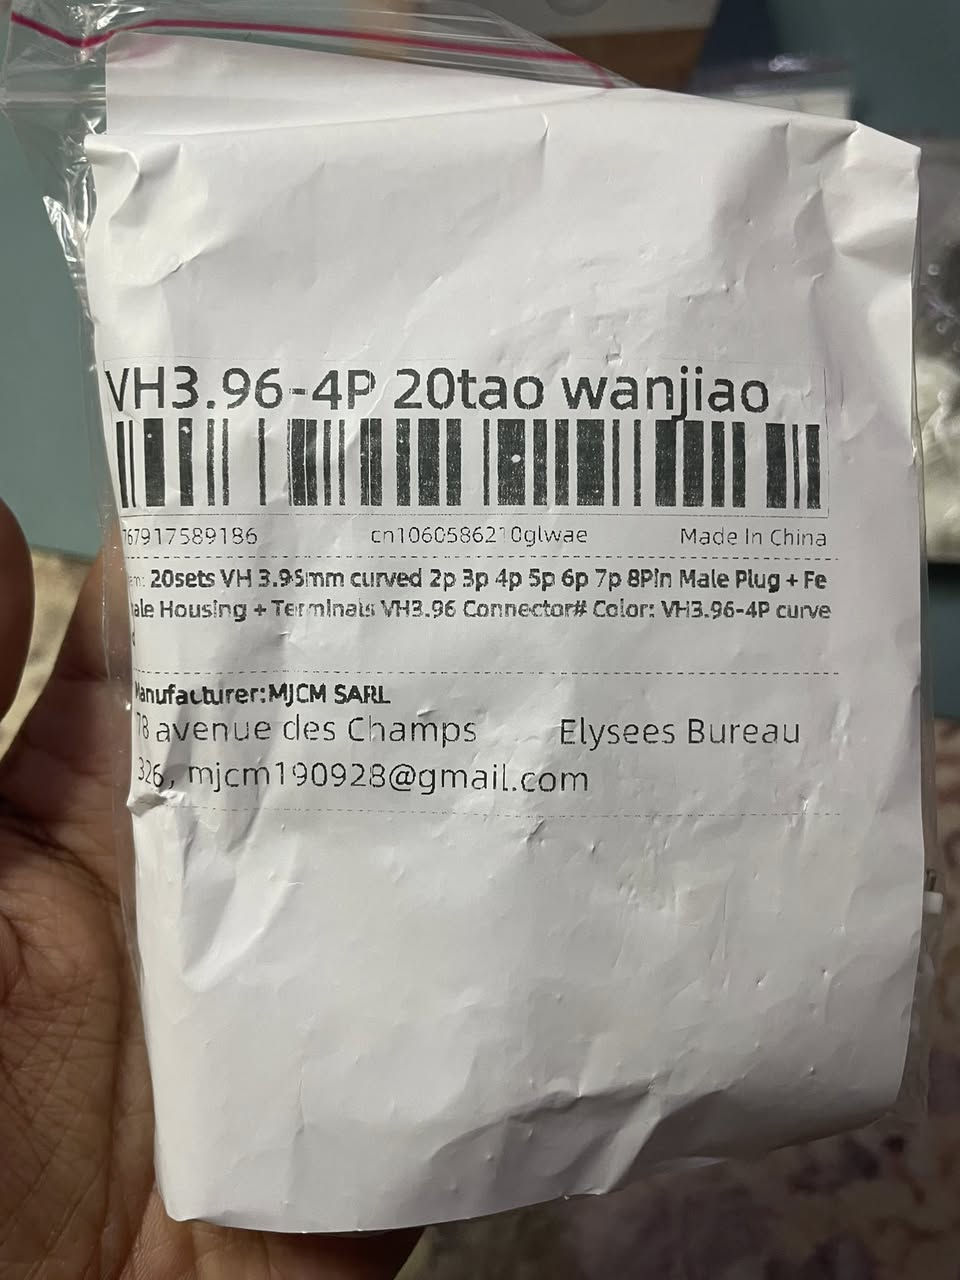 VH3.96-4P 20tao wanjiao
767917589186 cn1060586210glwae Made In China
20sets VH 3.96mm curved 2p 3p 4p 5p 6p 7p 8Pin Male Plug + Fe
ale Housing + Terminals VH3.96 Connector# Color: VH3.96-4P curve
d
Manufacturer:MJCM SARL
78 avenue des Champs Elysees Bureau
326, mjcm190928@gmail.com